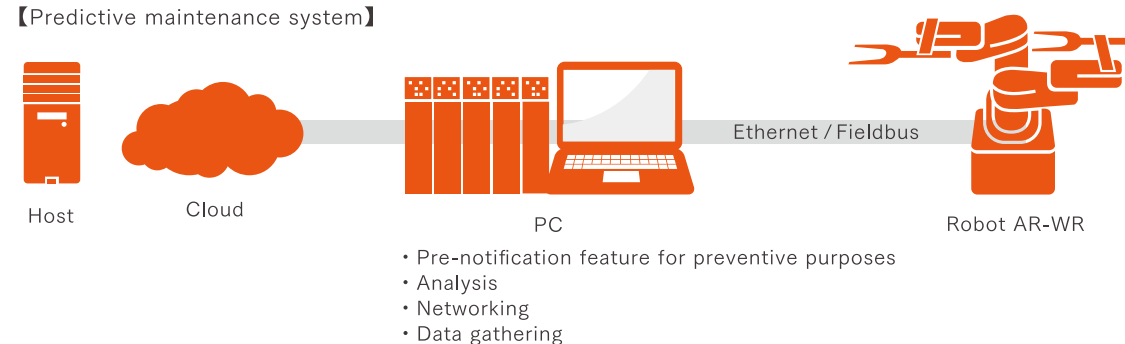 【Predictive maintenance system】
Host
Cloud
PC
Ethernet / Fieldbus
Robot AR-WR
・Pre-notification feature for preventive purposes
・Analysis
・Networking
・Data gathering